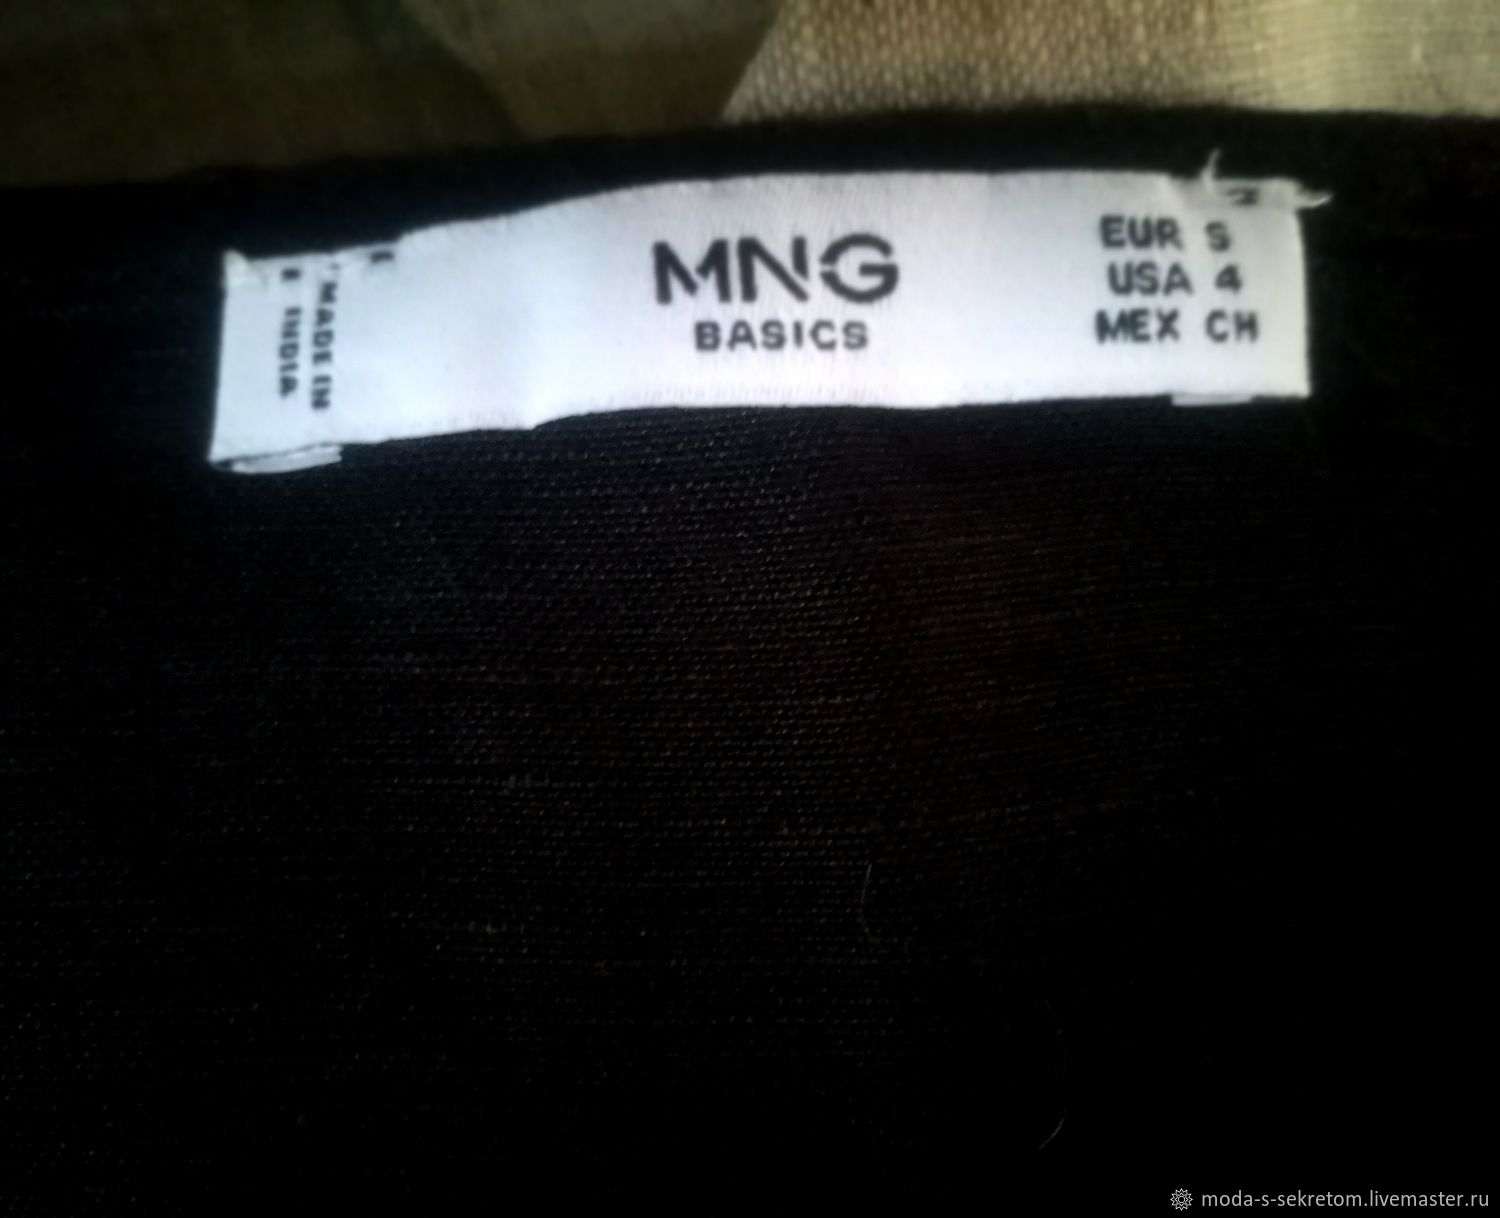 MADE IN
INDIA
MNG
BASICS
EUR S
USA 4
MEX CH
moda-s-sekretom.livemaster.ru